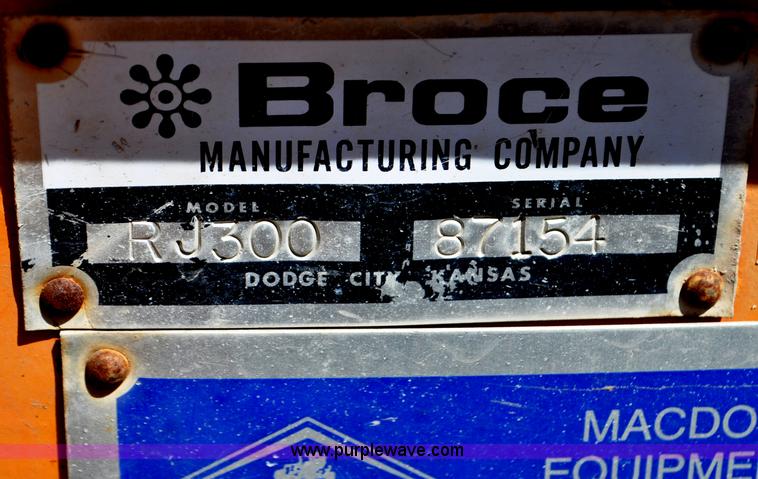 Broce
MANUFACTURING COMPANY
MODEL SERIAL
RJ300 87154
DODGE CITY KANSAS
MACDO
EQUIPME
www.purplewave.com